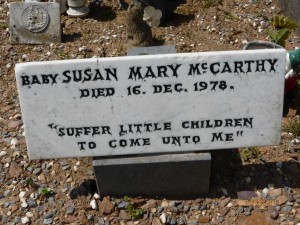 BABY SUSAN MARY McCARTHY
DIED 16. DEC. 1978.
"SUFFER LITTLE CHILDREN
TO COME UNTO ME"